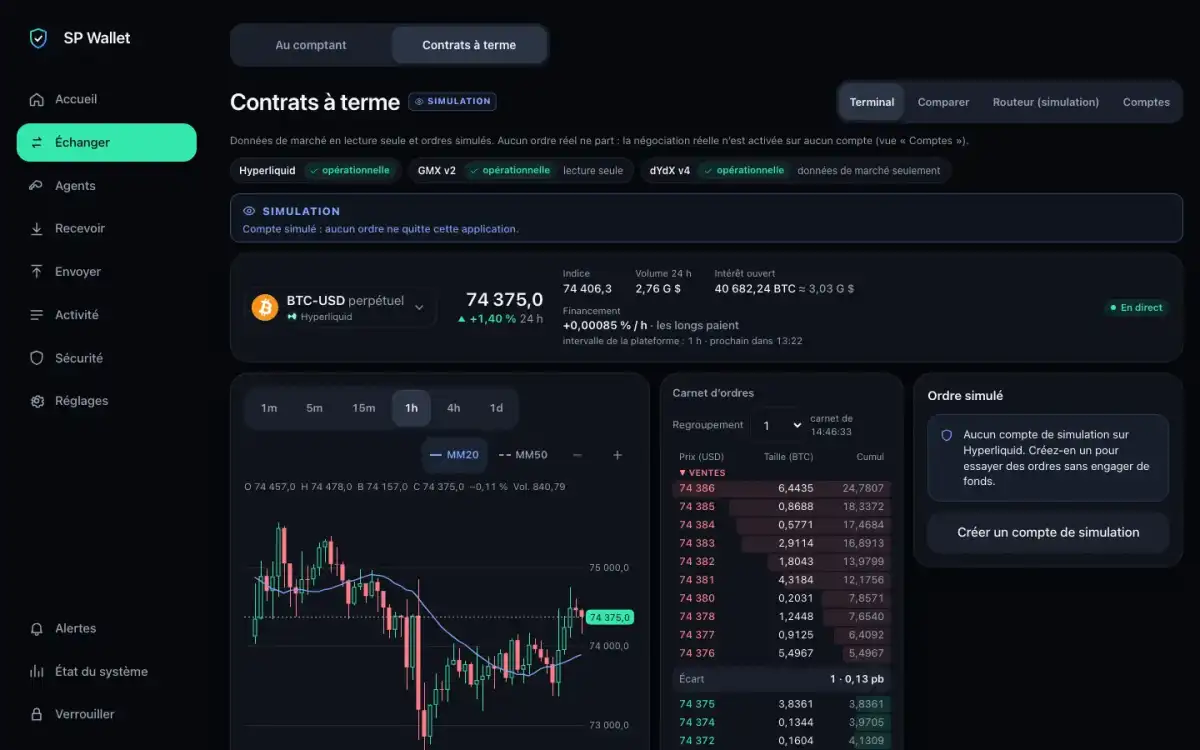 SP Wallet
Accueil
Échanger
Agents
Recevoir
Envoyer
Activité
Sécurité
Réglages
Alertes
État du système
Verrouiller
Au comptant
Contrats à terme
Contrats à terme
SIMULATION
Terminal
Comparer
Routeur (simulation)
Comptes
Données de marché en lecture seule et ordres simulés. Aucun ordre réel ne part : la négociation réelle n'est activée sur aucun compte (vue « Comptes »).
Hyperliquid ✓ opérationnelle
GMX v2 ✓ opérationnelle lecture seule
dYdX v4 ✓ opérationnelle données de marché seulement
SIMULATION
Compte simulé : aucun ordre ne quitte cette application.
BTC-USD perpétuel
Hyperliquid
74 375,0
▲ +1,40 % 24 h
Indice
74 406,3
Volume 24 h
2,76 G $
Intérêt ouvert
40 682,24 BTC ≈ 3,03 G $
Financement
+0,00085 % / h · les longs paient
intervalle de la plateforme : 1 h · prochain dans 13:22
En direct
1m 5m 15m 1h 4h 1d
MM20 MM50 − +
O 74 457,0 H 74 478,0 B 74 157,0 C 74 375,0 −0,11 % Vol. 840,79
75 000,0
74 375,0
74 000,0
73 000,0
Carnet d'ordres
Regroupement 1
carnet de
14:46:33
Prix (USD) Taille (BTC) Cumul
▼ VENTES
74 386 6,4435 24,7807
74 385 0,8688 18,3372
74 384 0,5771 17,4684
74 383 2,9114 16,8913
74 382 1,8043 13,9799
74 381 4,3184 12,1756
74 380 0,2031 7,8571
74 378 1,2448 7,6540
74 377 0,9125 6,4092
74 376 5,4967 5,4967
Écart 1 · 0,13 pb
74 375 3,8361 3,8361
74 374 0,1344 3,9705
74 372 0,1604 4,1309
Ordre simulé
Aucun compte de simulation sur
Hyperliquid. Créez-en un pour
essayer des ordres sans engager de
fonds.
Créer un compte de simulation